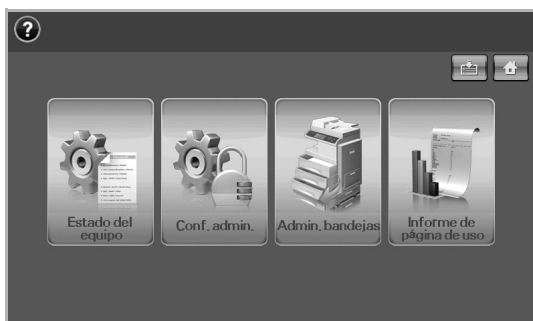 ?
Estado del
equipo
Conf. admin.
Admin. bandejas
Informe de
página de uso